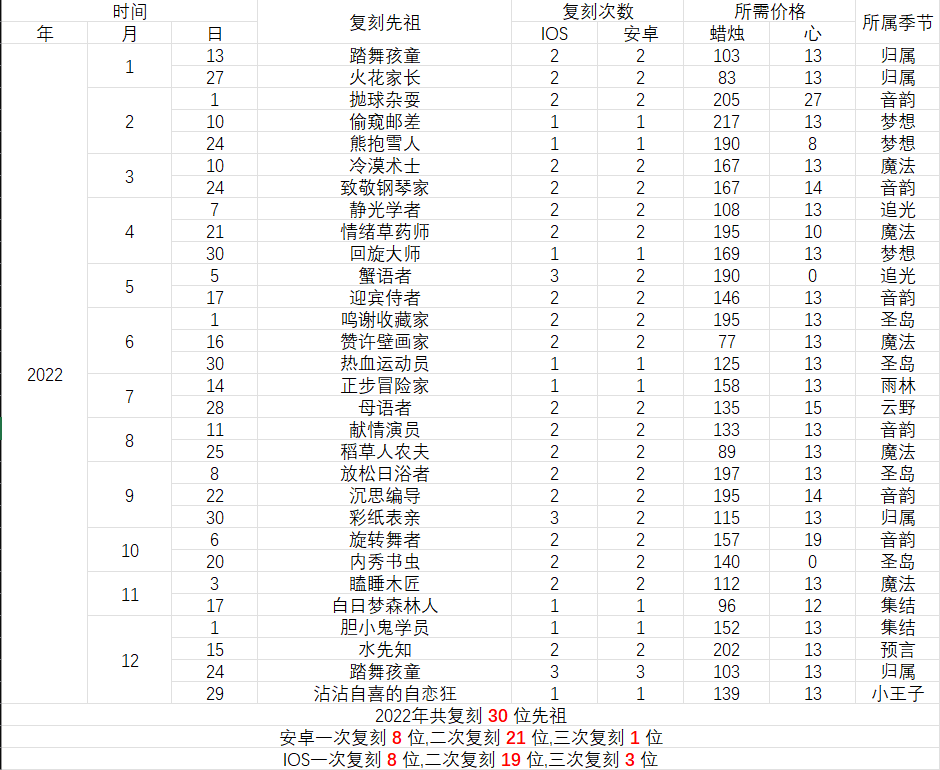 时间 复刻先祖 复刻次数 所需价格 所属季节
年 月 日 IOS 安卓 蜡烛 心
2022 1 13 踏舞孩童 2 2 103 13 归属
27 火花家长 2 2 83 13 归属
2 1 抛球杂耍 2 2 205 27 音韵
10 偷窥邮差 1 1 217 13 梦想
24 熊抱雪人 1 1 190 8 梦想
3 10 冷漠术士 2 2 167 13 魔法
24 致敬钢琴家 2 2 167 14 音韵
4 7 静光学者 2 2 108 13 追光
21 情绪草药师 2 2 195 10 魔法
30 回旋大师 1 1 169 13 梦想
5 5 蟹语者 3 2 190 0 追光
17 迎宾侍者 2 2 146 13 音韵
6 1 鸣谢收藏家 2 2 195 13 圣岛
16 赞许壁画家 2 2 77 13 魔法
30 热血运动员 1 1 125 13 圣岛
7 14 正步冒险家 1 1 158 13 雨林
28 母语者 2 2 135 15 云野
8 11 献情演员 2 2 133 13 音韵
25 稻草人农夫 2 2 89 13 魔法
9 8 放松日浴者 2 2 197 13 圣岛
22 沉思编导 2 2 195 14 音韵
30 彩纸表亲 3 2 115 13 归属
10 6 旋转舞者 2 2 157 19 音韵
20 内秀书虫 2 2 140 0 圣岛
11 3 瞌睡木匠 2 2 112 13 魔法
17 白日梦森林人 1 1 96 12 集结
12 1 胆小鬼学员 1 1 152 13 集结
15 水先知 2 2 202 13 预言
24 踏舞孩童 3 3 103 13 归属
29 沾沾自喜的自恋狂 1 1 139 13 小王子
2022年共复刻 30 位先祖
安卓一次复刻 8 位,二次复刻 21 位,三次复刻 1 位
IOS一次复刻 8 位,二次复刻 19 位,三次复刻 3 位